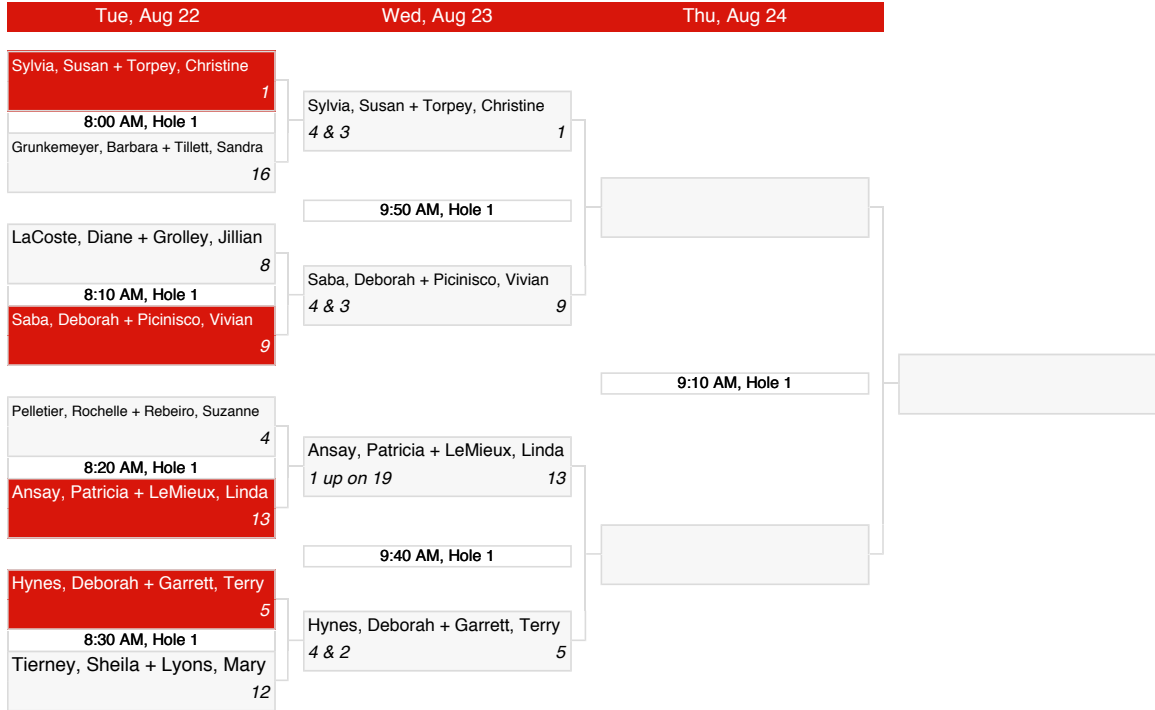 Tue, Aug 22
Wed, Aug 23
Thu, Aug 24
Sylvia, Susan + Torpey, Christine
1
8:00 AM, Hole 1
Grunkemeyer, Barbara + Tillett, Sandra
16
LaCoste, Diane + Grolley, Jillian
8
8:10 AM, Hole 1
Saba, Deborah + Picinisco, Vivian
9
Pelletier, Rochelle + Rebeiro, Suzanne
4
8:20 AM, Hole 1
Ansay, Patricia + LeMieux, Linda
13
Hynes, Deborah + Garrett, Terry
5
8:30 AM, Hole 1
Tierney, Sheila + Lyons, Mary
12
Sylvia, Susan + Torpey, Christine
4 & 3 1
9:50 AM, Hole 1
Saba, Deborah + Picinisco, Vivian
4 & 3 9
Ansay, Patricia + LeMieux, Linda
1 up on 19 13
9:40 AM, Hole 1
Hynes, Deborah + Garrett, Terry
4 & 2 5
9:10 AM, Hole 1